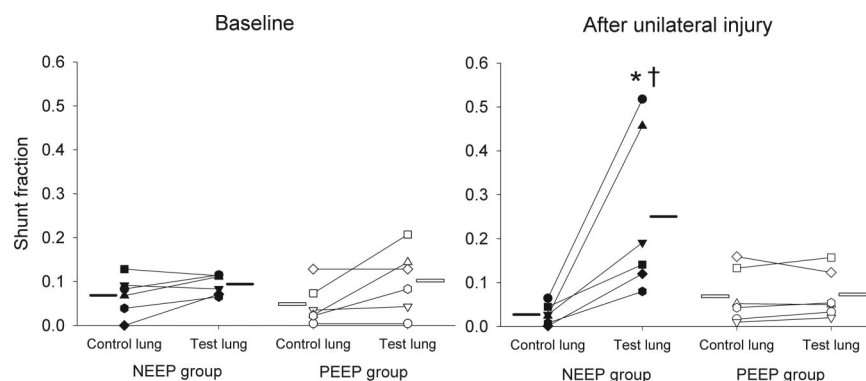 Baseline
After unilateral injury
Shunt fraction
0.6
0.5
0.4
0.3
0.2
0.1
0.0
Control lung Test lung Control lung Test lung
NEEP group PEEP group
0.6
0.5
0.4
0.3
0.2
0.1
0.0
* †
Control lung Test lung Control lung Test lung
NEEP group PEEP group